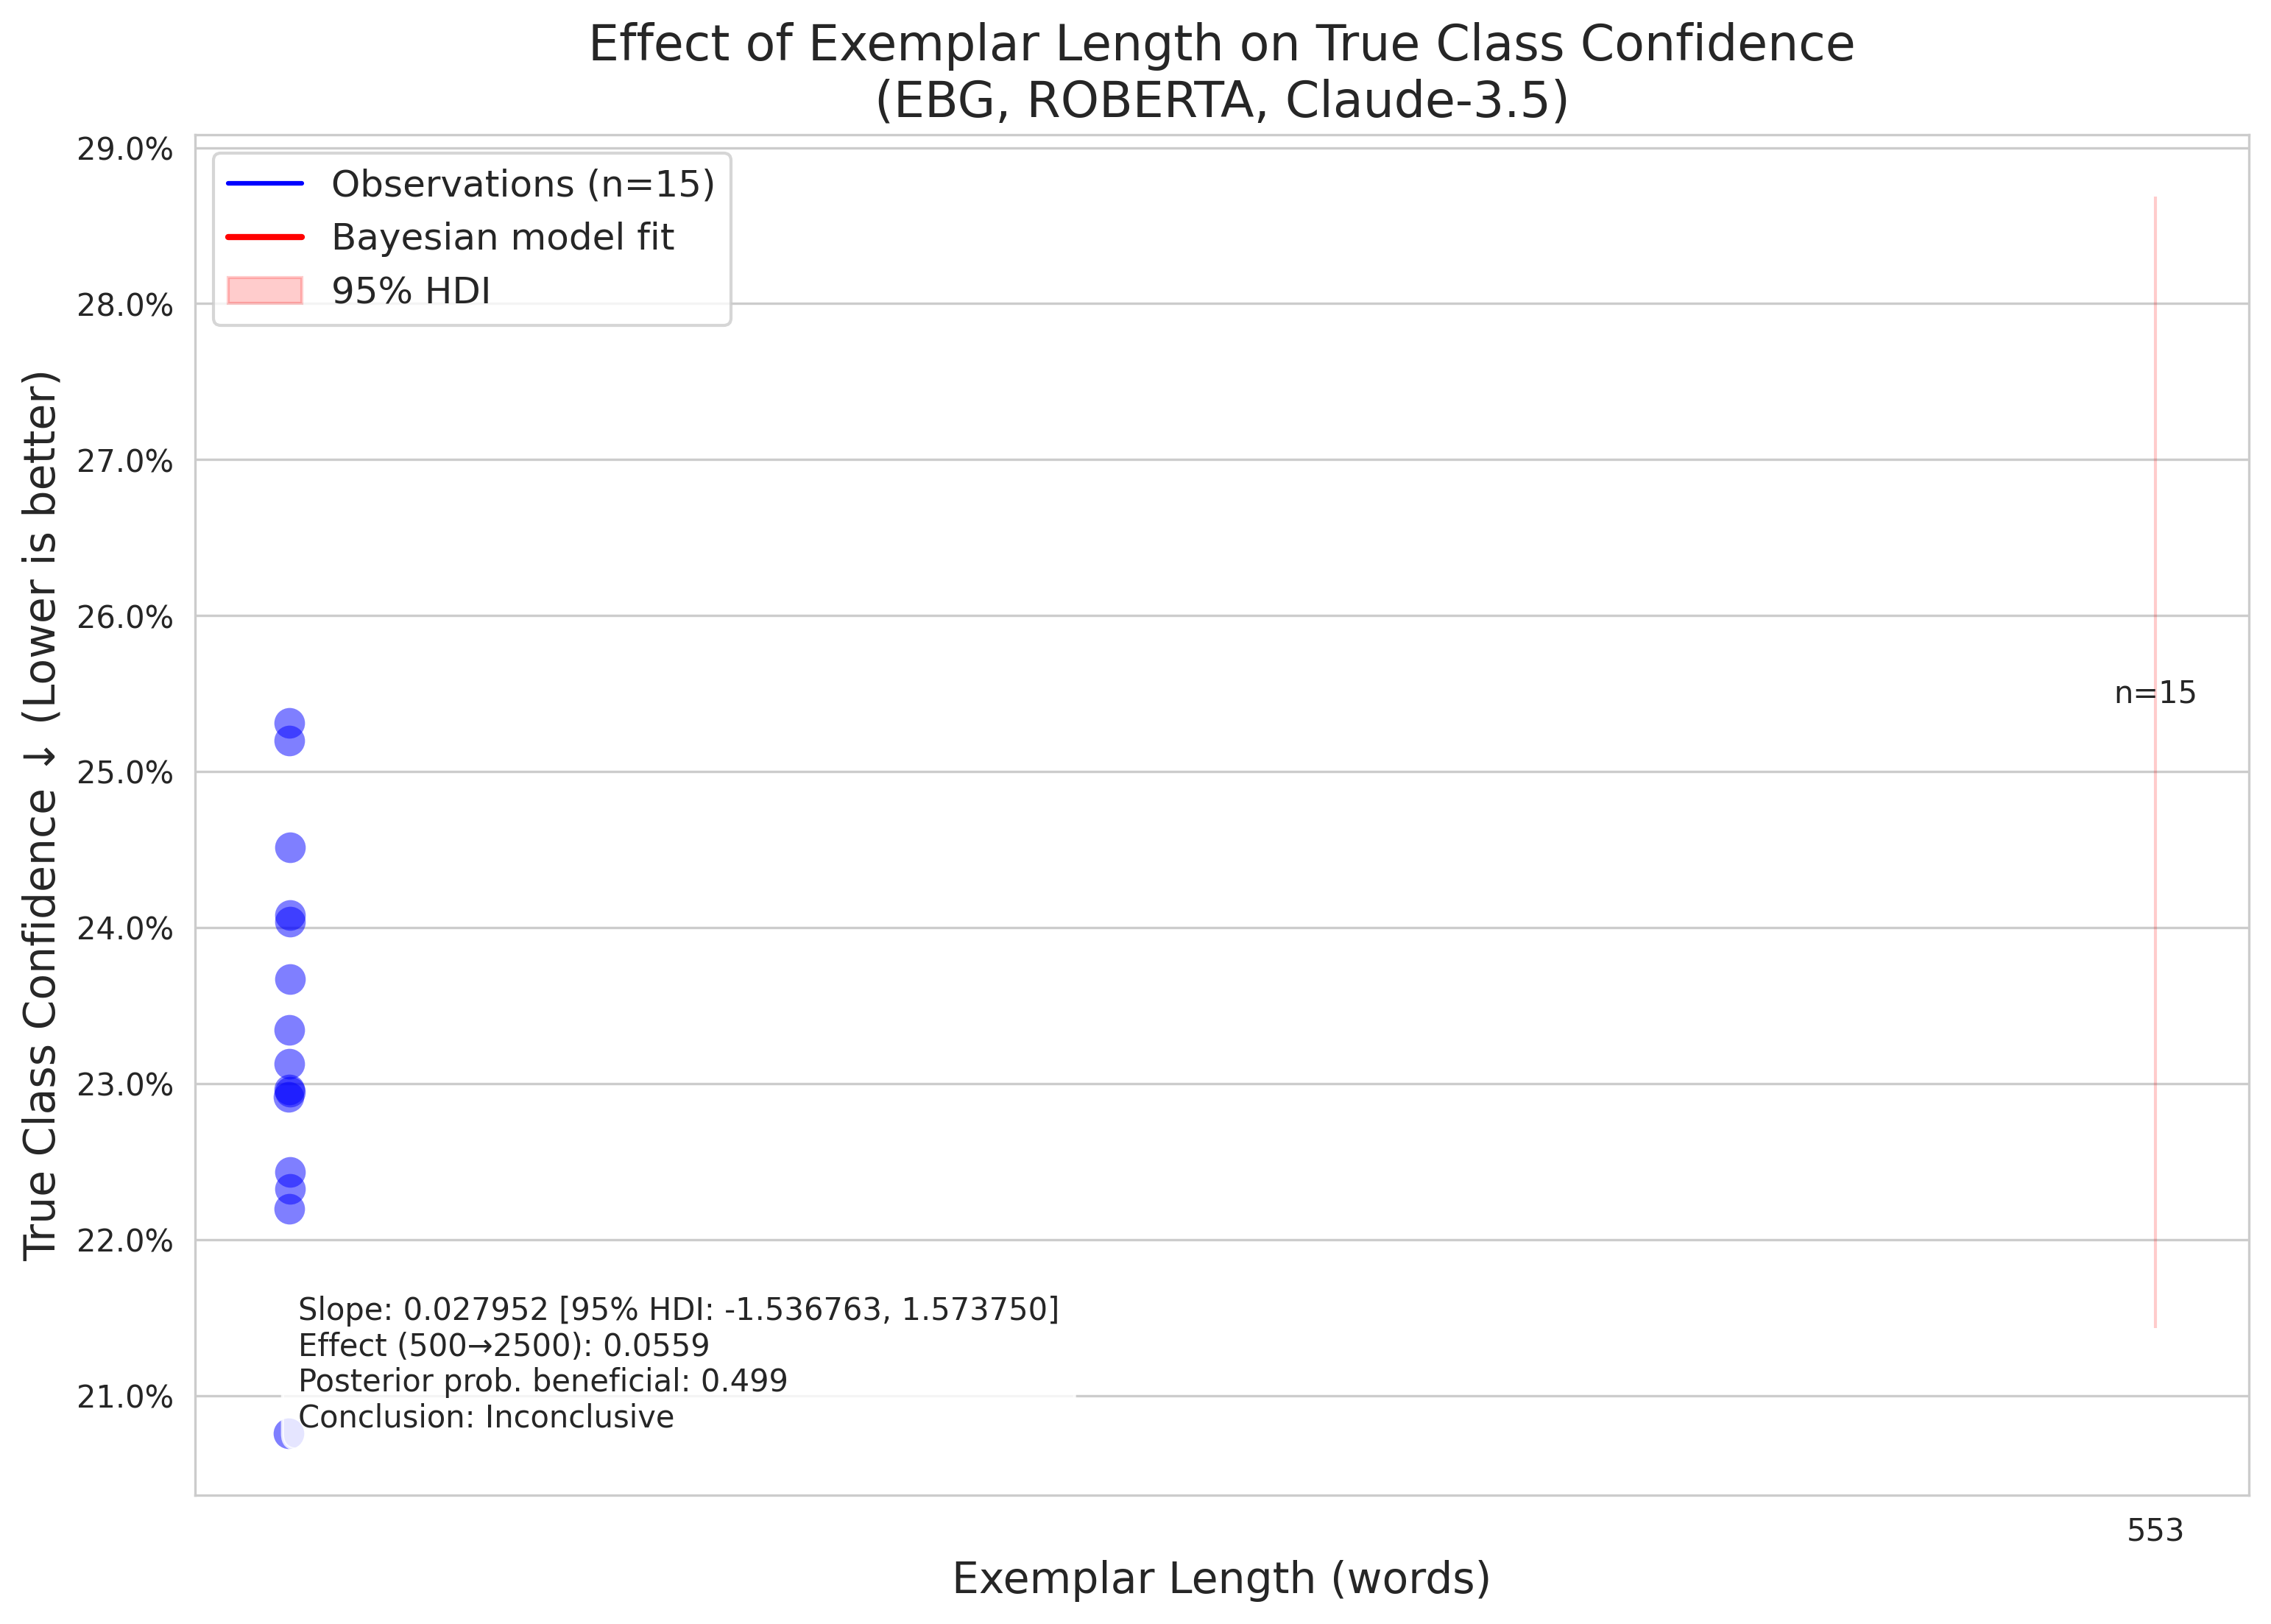 Effect of Exemplar Length on True Class Confidence
(EBG, ROBERTA, Claude-3.5)
True Class Confidence ↓ (Lower is better)
29.0%
28.0%
27.0%
26.0%
25.0%
24.0%
23.0%
22.0%
21.0%
Observations (n=15)
Bayesian model fit
95% HDI
n=15
Slope: 0.027952 [95% HDI: -1.536763, 1.573750]
Effect (500→2500): 0.0559
Posterior prob. beneficial: 0.499
Conclusion: Inconclusive
553
Exemplar Length (words)